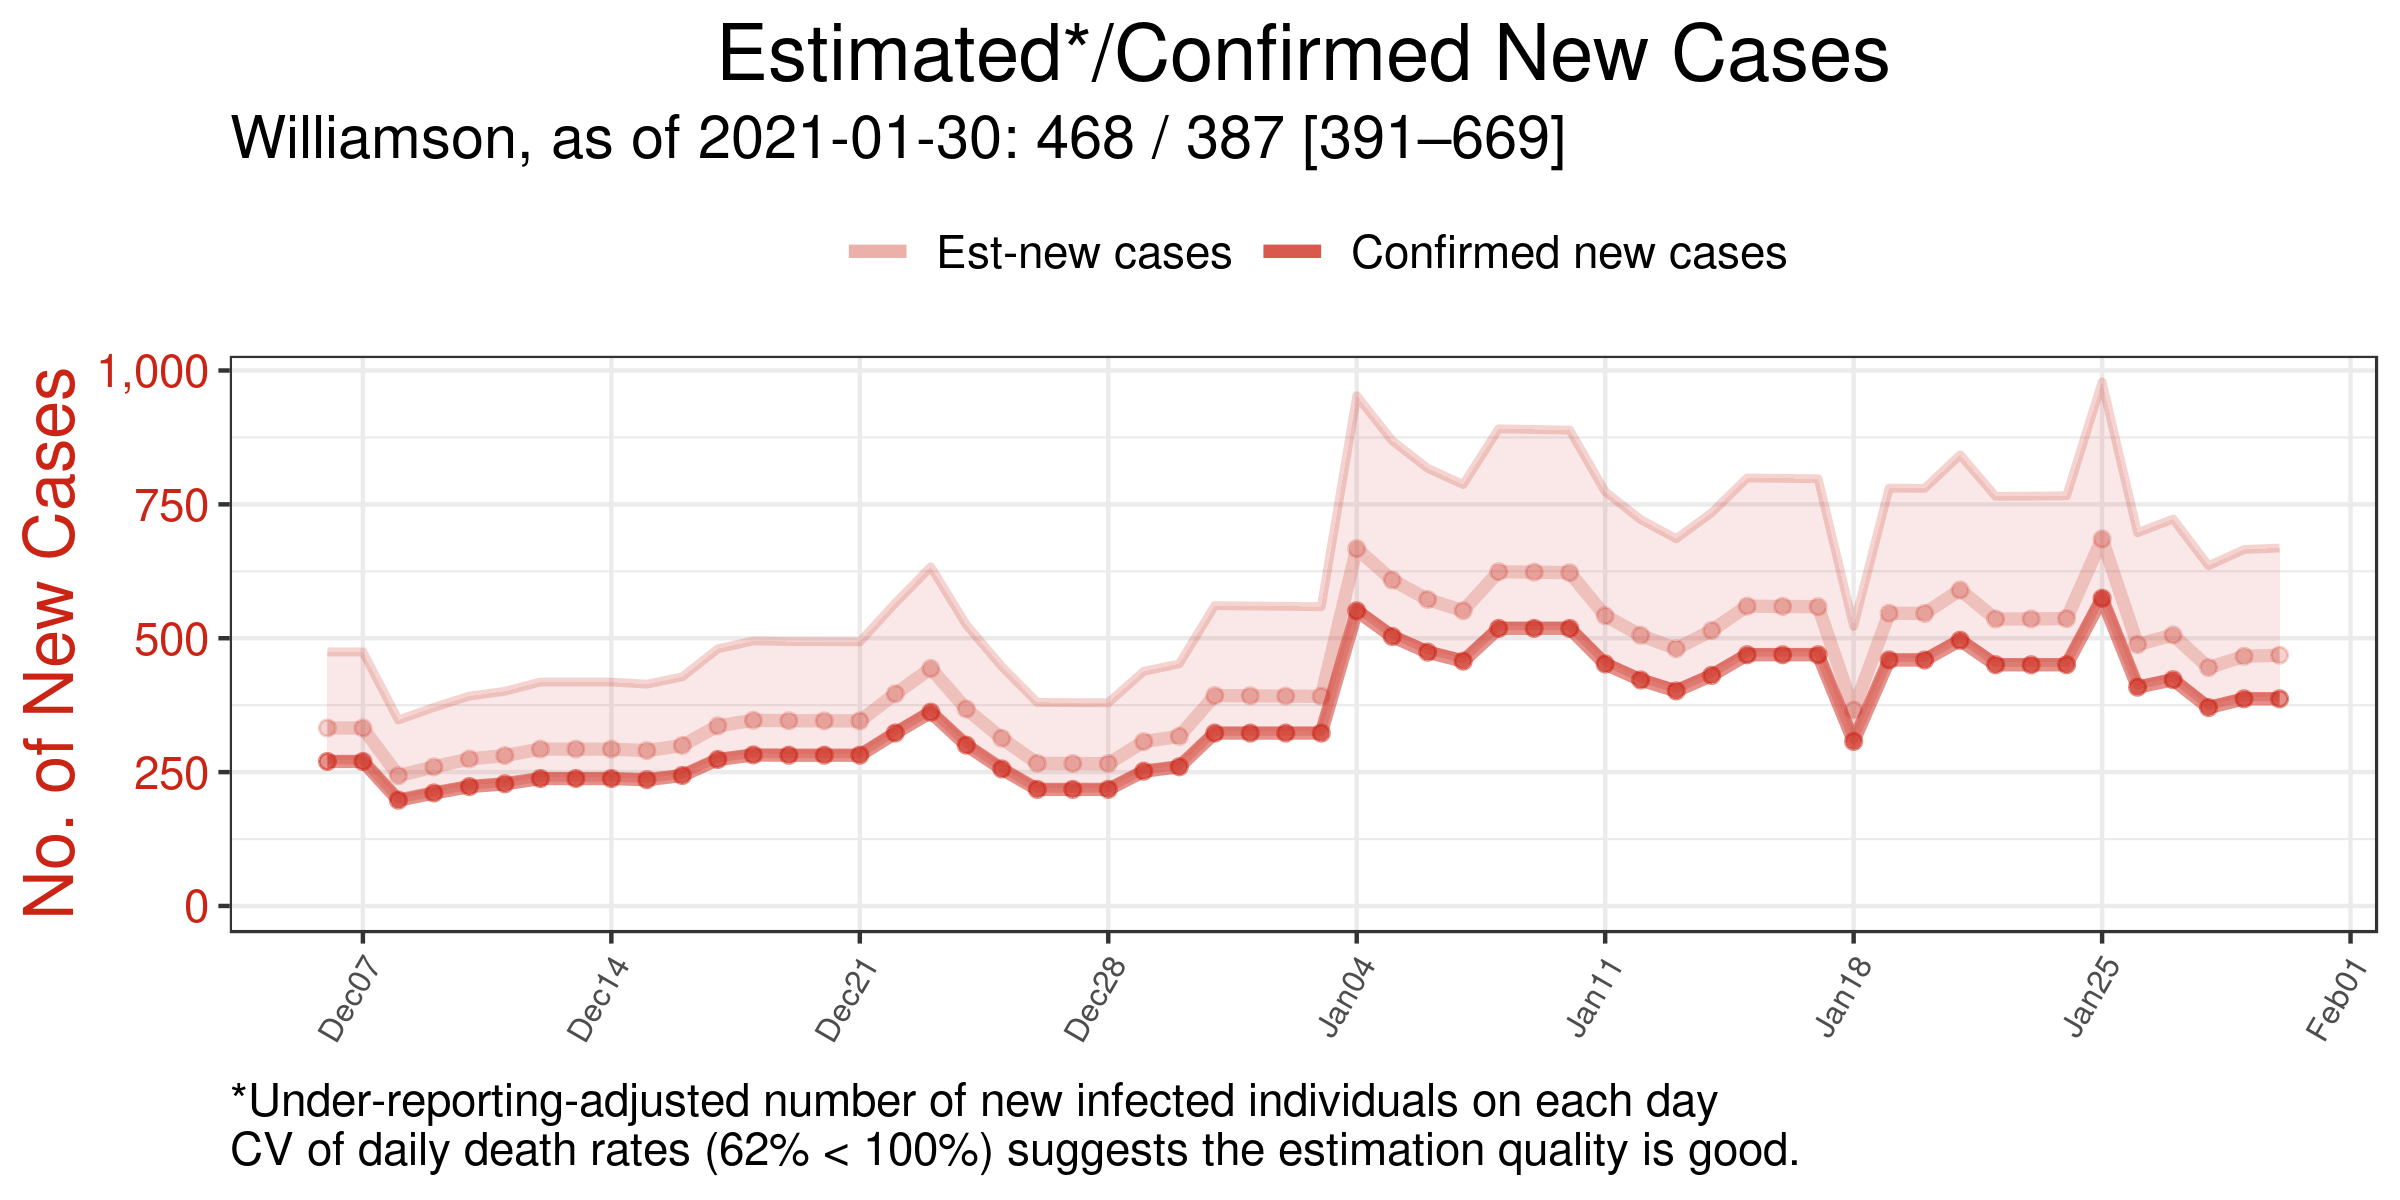 Estimated*/Confirmed New Cases
Williamson, as of 2021-01-30: 468 / 387 [391–669]
Est-new cases
Confirmed new cases
No. of New Cases
1,000
750
500
250
0
Dec07
Dec14
Dec21
Dec28
Jan04
Jan11
Jan18
Jan25
Feb01
*Under-reporting-adjusted number of new infected individuals on each day
CV of daily death rates (62% < 100%) suggests the estimation quality is good.